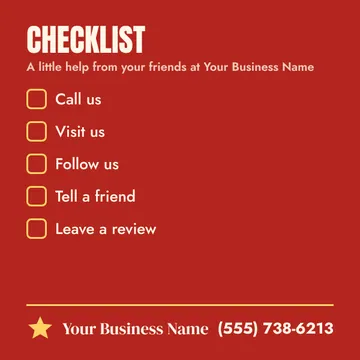 CHECKLIST
A little help from your friends at Your Business Name
Call us
Visit us
Follow us
Tell a friend
Leave a review
Your Business Name (555) 738-6213